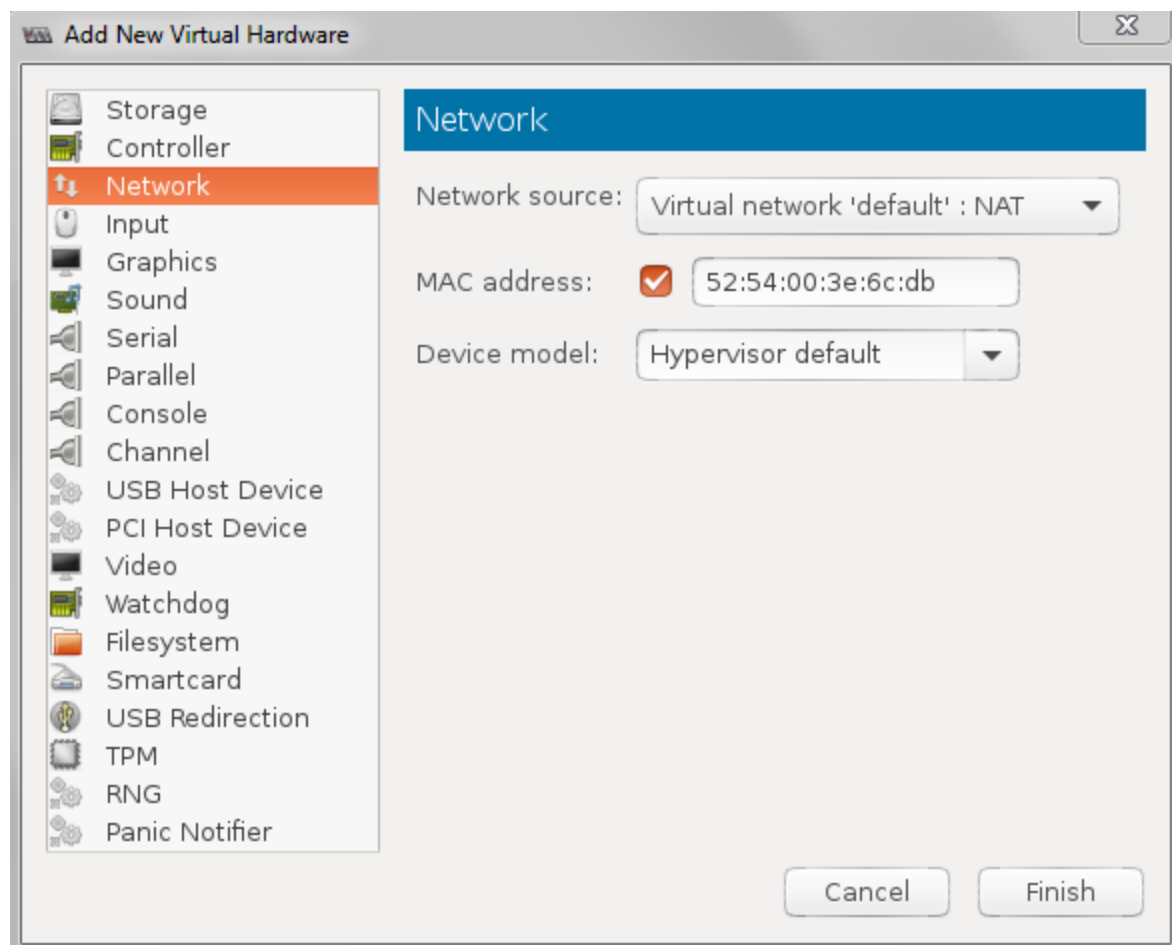 Add New Virtual Hardware
Storage
Controller
Network
Input
Graphics
Sound
Serial
Parallel
Console
Channel
USB Host Device
PCI Host Device
Video
Watchdog
Filesystem
Smartcard
USB Redirection
TPM
RNG
Panic Notifier
Network
Network source: Virtual network 'default' : NAT
MAC address: 52:54:00:3e:6c:db
Device model: Hypervisor default
Cancel Finish